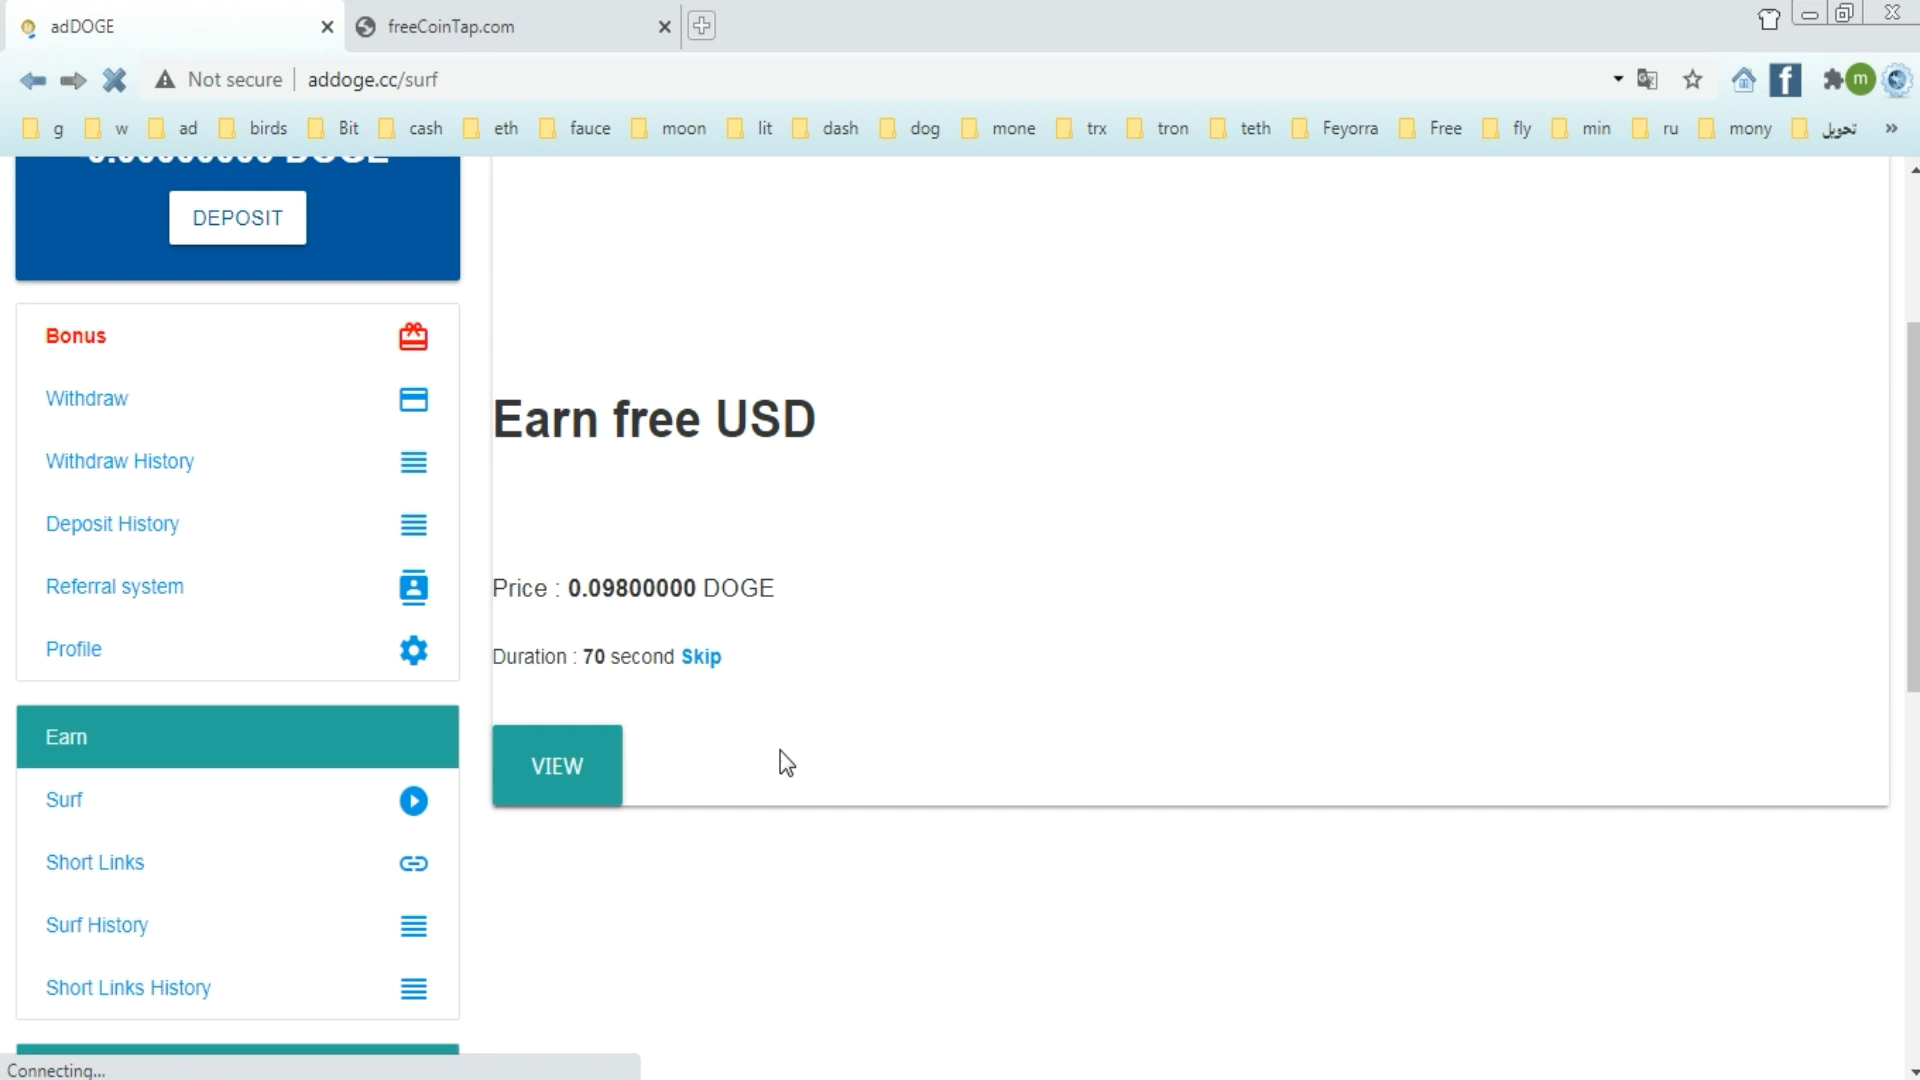 adDOGE
freeCoinTap.com
Not secure addoge.cc/surf
m
g w ad birds Bit cash eth fauce moon lit dash dog mone trx tron teth Feyorra Free fly min ru mony تحويل »
0.00000000 DOGE
DEPOSIT
Bonus
Withdraw
Withdraw History
Deposit History
Referral system
Profile
Earn
Surf
Short Links
Surf History
Short Links History
Earn free USD
Price : 0.09800000 DOGE
Duration : 70 second Skip
VIEW
Connecting...